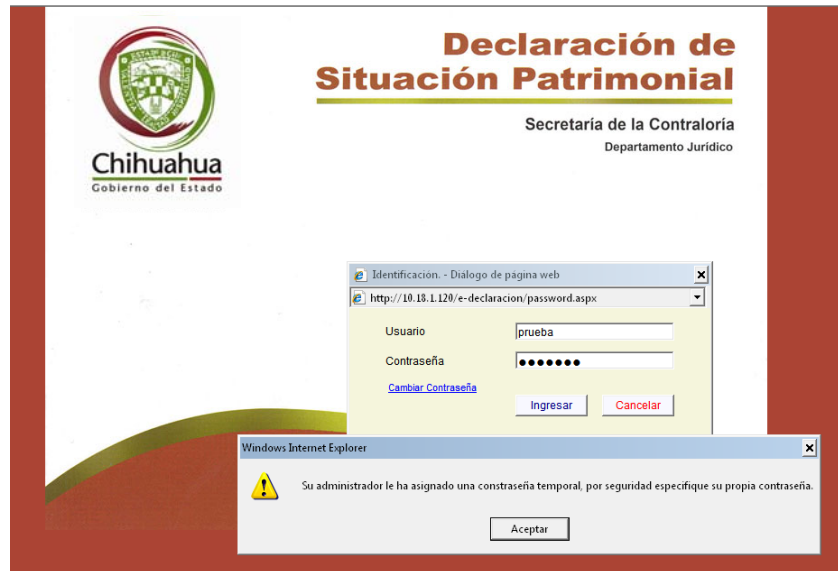 Declaración de
Situación Patrimonial
Secretaría de la Contraloría
Departamento Jurídico
Chihuahua
Gobierno del Estado
Identificación. - Diálogo de página web
http://10.18.1.120/e-declaracion/password.aspx
Usuario
prueba
Contraseña
●●●●●●●
Cambiar Contraseña
Ingresar
Cancelar
Windows Internet Explorer
Su administrador le ha asignado una constraseña temporal, por seguridad especifique su propia contraseña.
Aceptar